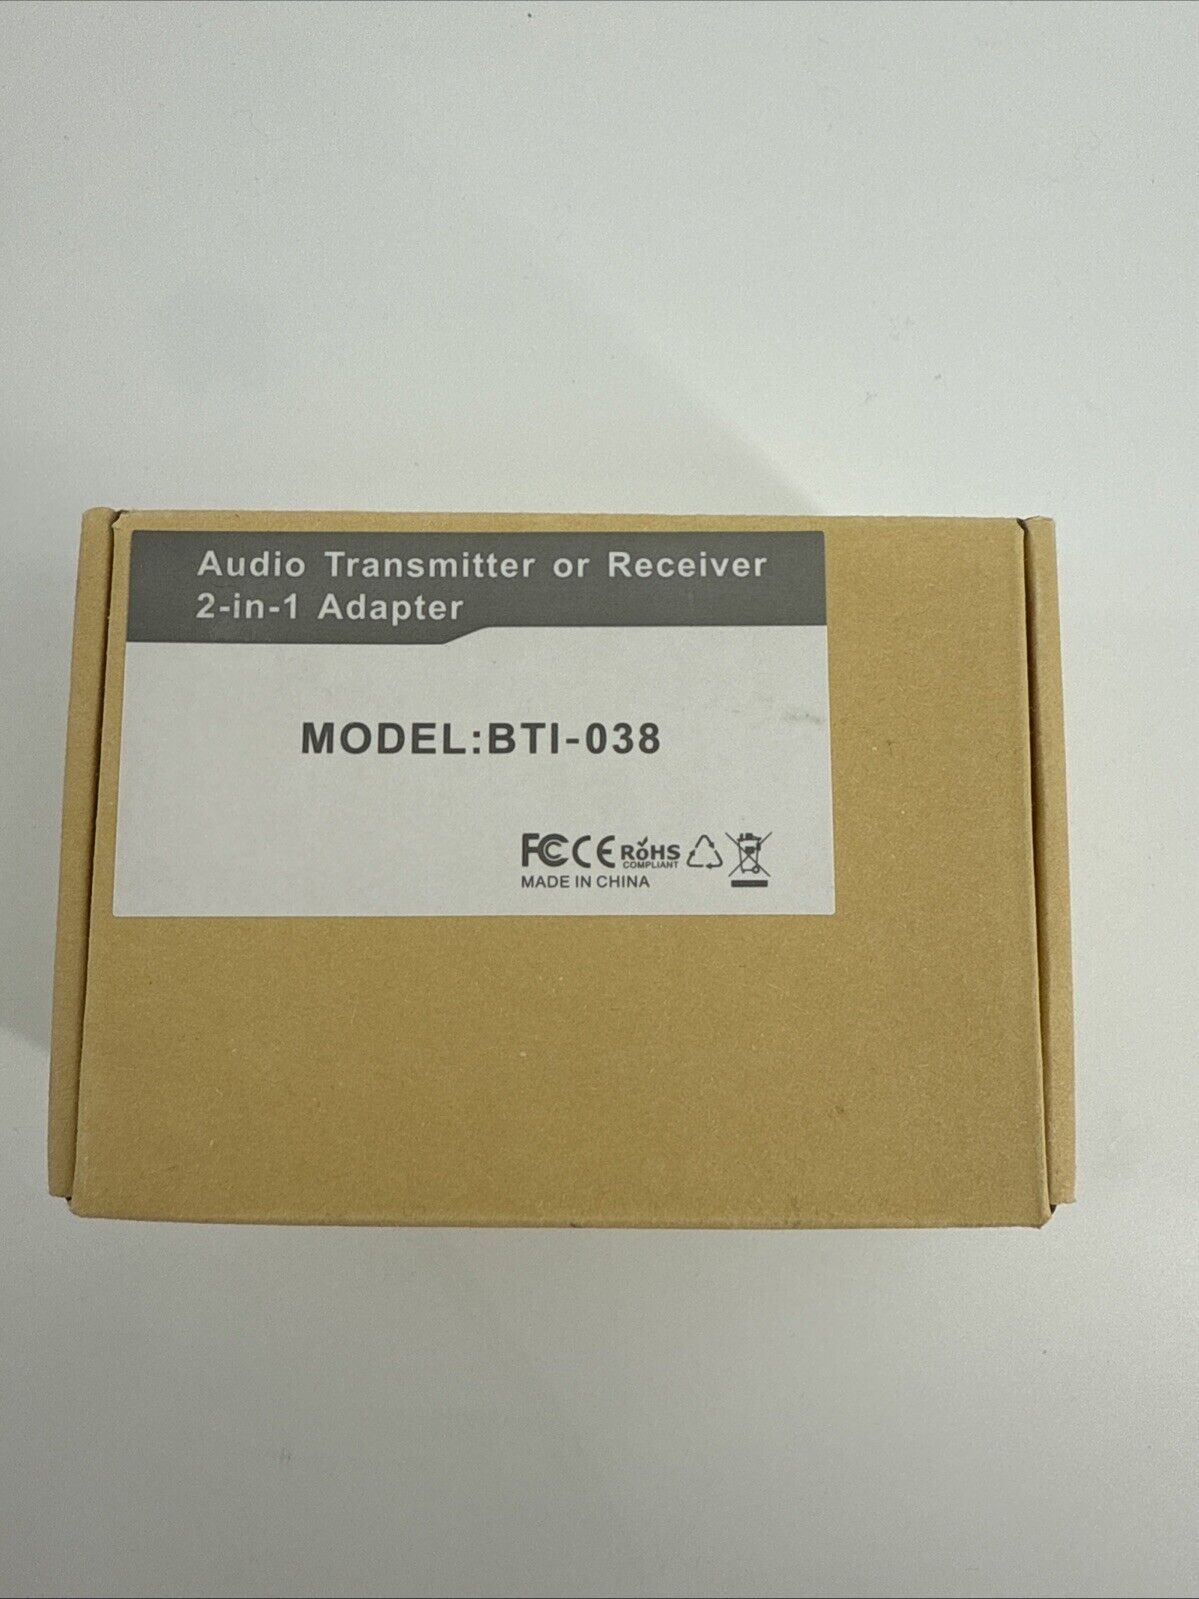 Audio Transmitter or Receiver
2-in-1 Adapter
MODEL:BTI-038
FC CE RoHS
COMPLIANT
MADE IN CHINA